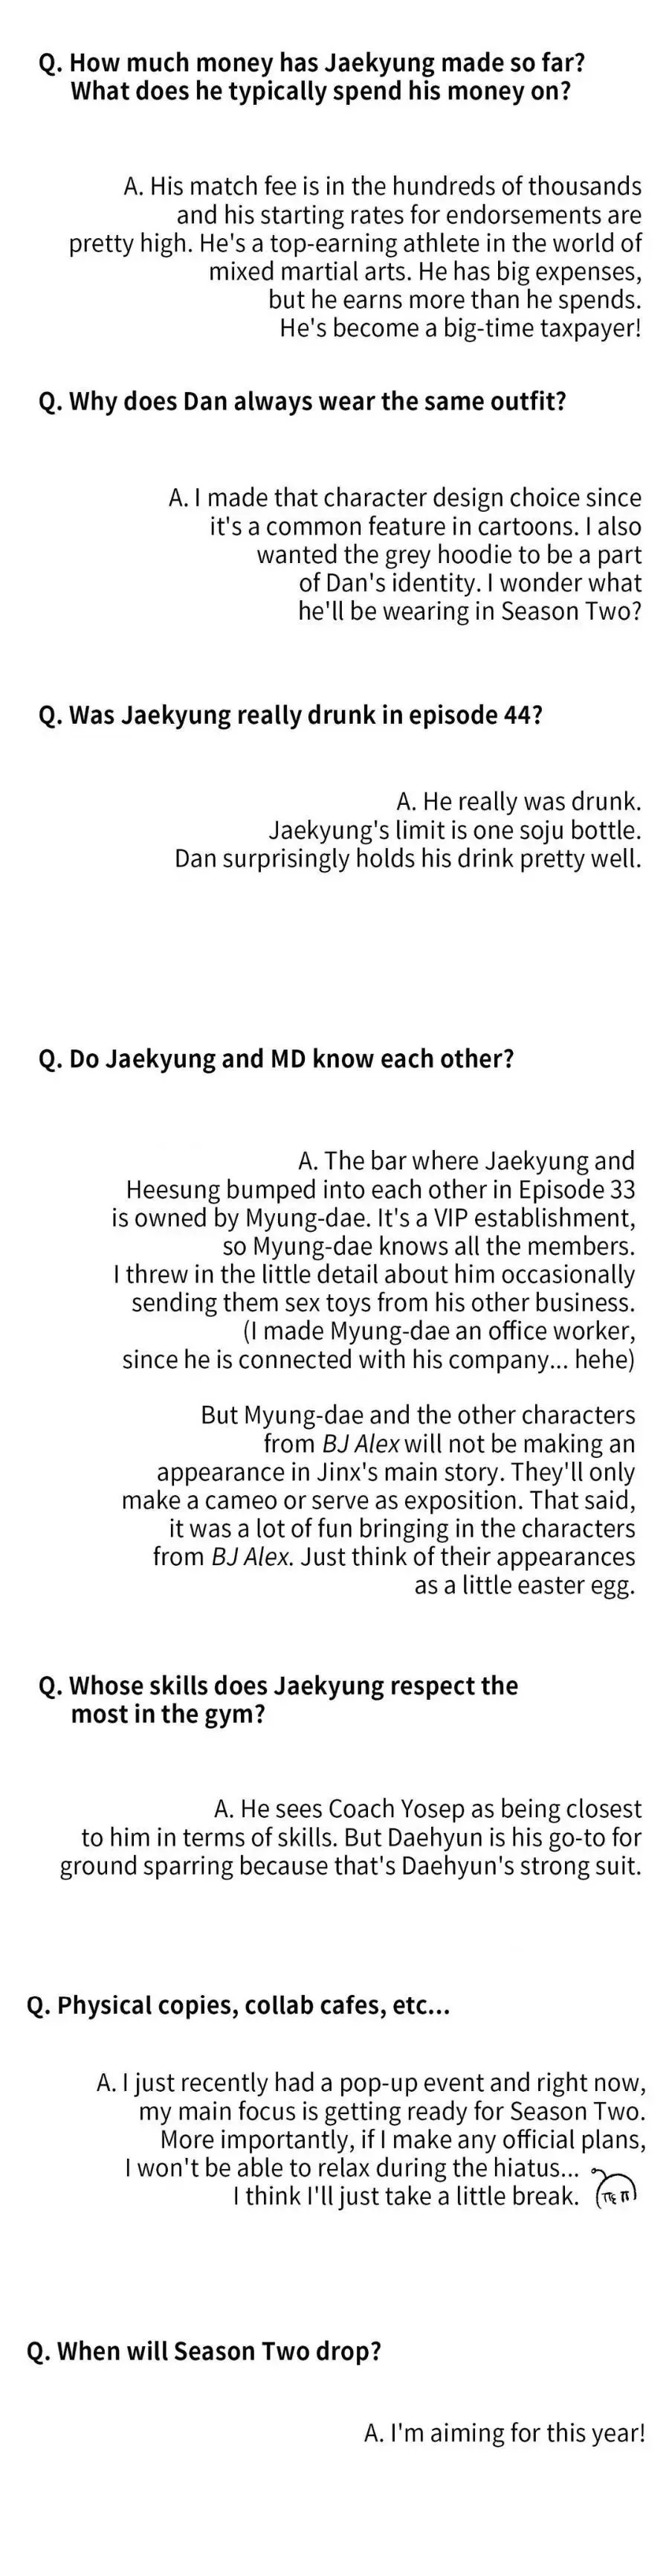 Q. How much money has Jaekyung made so far?
What does he typically spend his money on?
A. His match fee is in the hundreds of thousands
and his starting rates for endorsements are
pretty high. He's a top-earning athlete in the world of
mixed martial arts. He has big expenses,
but he earns more than he spends.
He's become a big-time taxpayer!
Q. Why does Dan always wear the same outfit?
A. I made that character design choice since
it's a common feature in cartoons. I also
wanted the grey hoodie to be a part
of Dan's identity. I wonder what
he'll be wearing in Season Two?
Q. Was Jaekyung really drunk in episode 44?
A. He really was drunk.
Jaekyung's limit is one soju bottle.
Dan surprisingly holds his drink pretty well.
Q. Do Jaekyung and MD know each other?
A. The bar where Jaekyung and
Heesung bumped into each other in Episode 33
is owned by Myung-dae. It's a VIP establishment,
so Myung-dae knows all the members.
I threw in the little detail about him occasionally
sending them sex toys from his other business.
(I made Myung-dae an office worker,
since he is connected with his company... hehe)
But Myung-dae and the other characters
from BJ Alex will not be making an
appearance in Jinx's main story. They'll only
make a cameo or serve as exposition. That said,
it was a lot of fun bringing in the characters
from BJ Alex. Just think of their appearances
as a little easter egg.
Q. Whose skills does Jaekyung respect the
most in the gym?
A. He sees Coach Yosep as being closest
to him in terms of skills. But Daehyun is his go-to for
ground sparring because that's Daehyun's strong suit.
Q. Physical copies, collab cafes, etc...
A. I just recently had a pop-up event and right now,
my main focus is getting ready for Season Two.
More importantly, if I make any official plans,
I won't be able to relax during the hiatus...
I think I'll just take a little break.
Q. When will Season Two drop?
A. I'm aiming for this year!